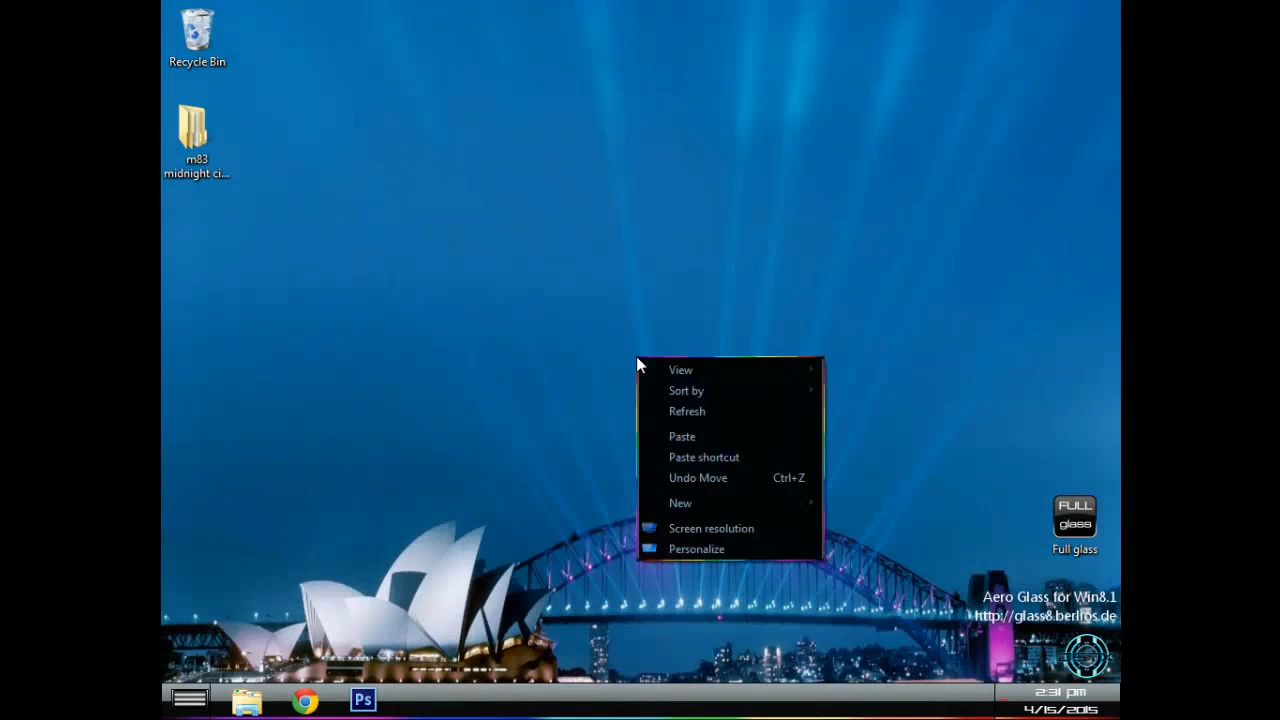 Recycle Bin
m83
midnight ci...
View
Sort by
Refresh
Paste
Paste shortcut
Undo Move Ctrl+Z
New
Screen resolution
Personalize
FULL
glass
Full glass
Aero Glass for Win8.1
http://glass8.berlios.de
Ps
2:31 pm
4/15/2015